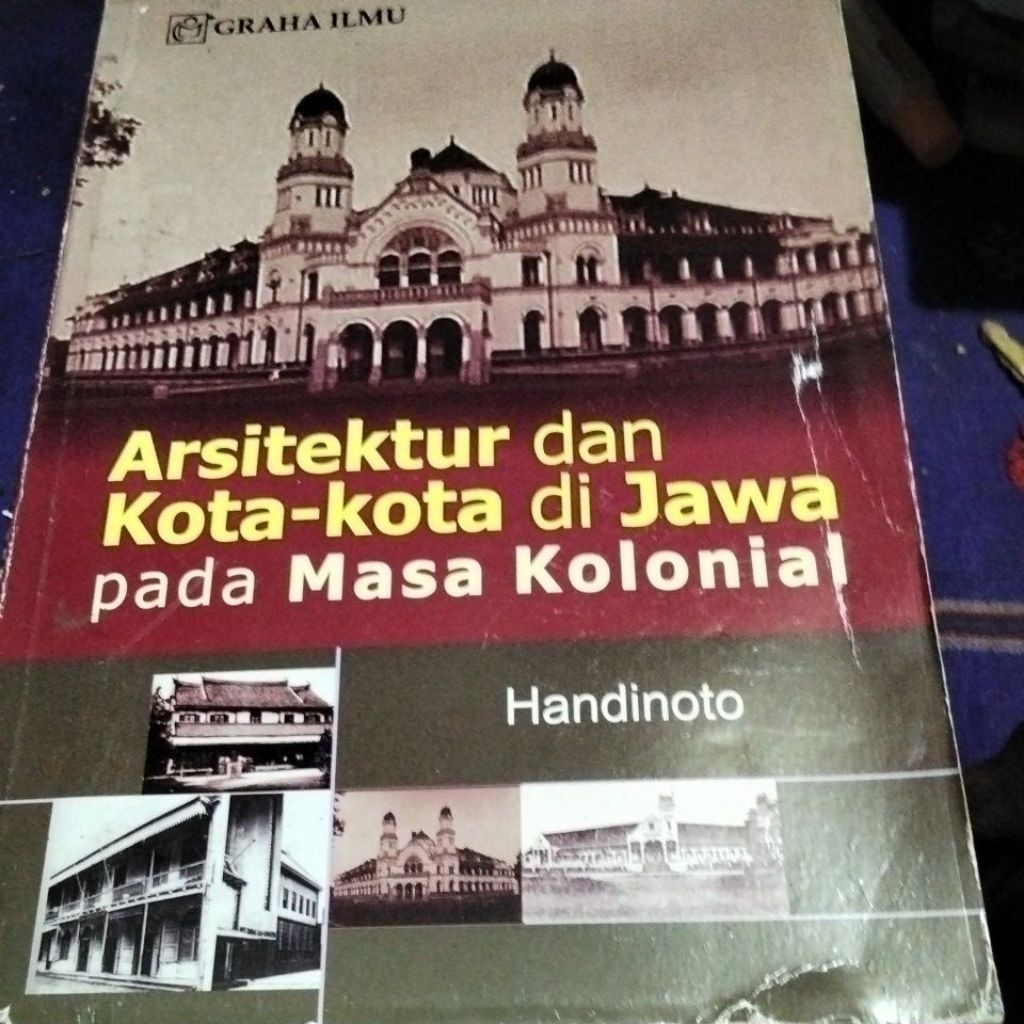 GRAHA ILMU
Arsitektur dan
Kota-kota di Jawa
pada Masa Kolonial
Handinoto